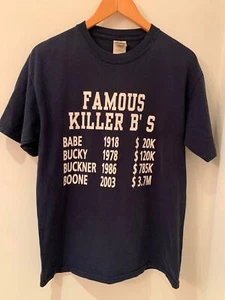 FAMOUS
KILLER B'S
BABE 1918 $ 20K
BUCKY 1978 $ 120K
BUCKNER 1986 $ 785K
BOONE 2003 $ 3.7M